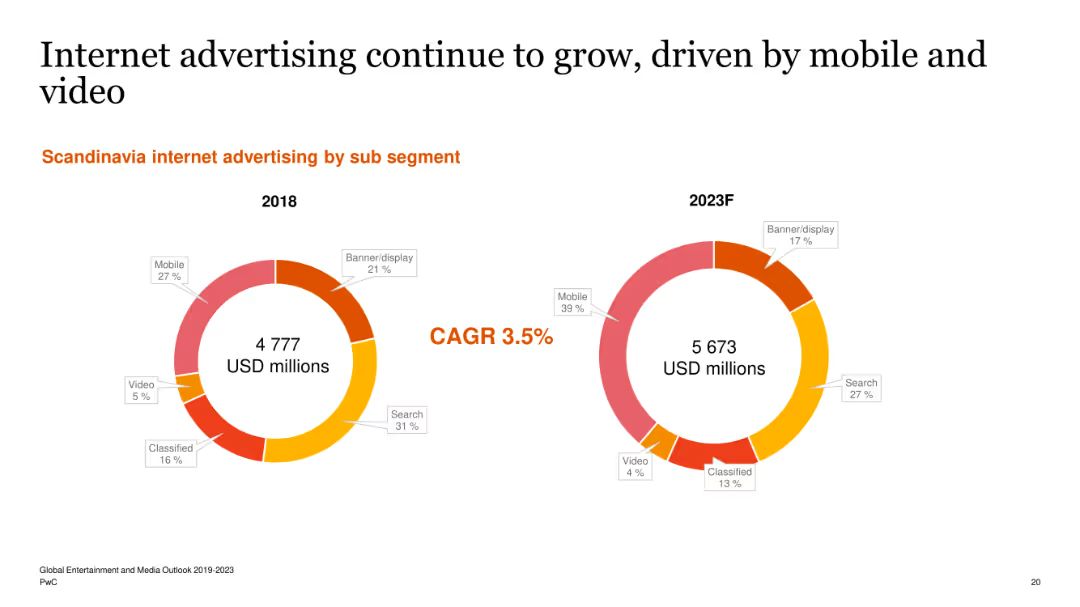 Internet advertising continue to grow, driven by mobile and
video
Scandinavia internet advertising by sub segment
2018
Mobile
27 %
Banner/display
21 %
4 777
USD millions
Video
5 %
Search
31 %
Classified
16 %
CAGR 3.5%
2023F
Banner/display
17 %
Mobile
39 %
5 673
USD millions
Search
27 %
Video
4 %
Classified
13 %
Global Entertainment and Media Outlook 2019-2023
PwC
20